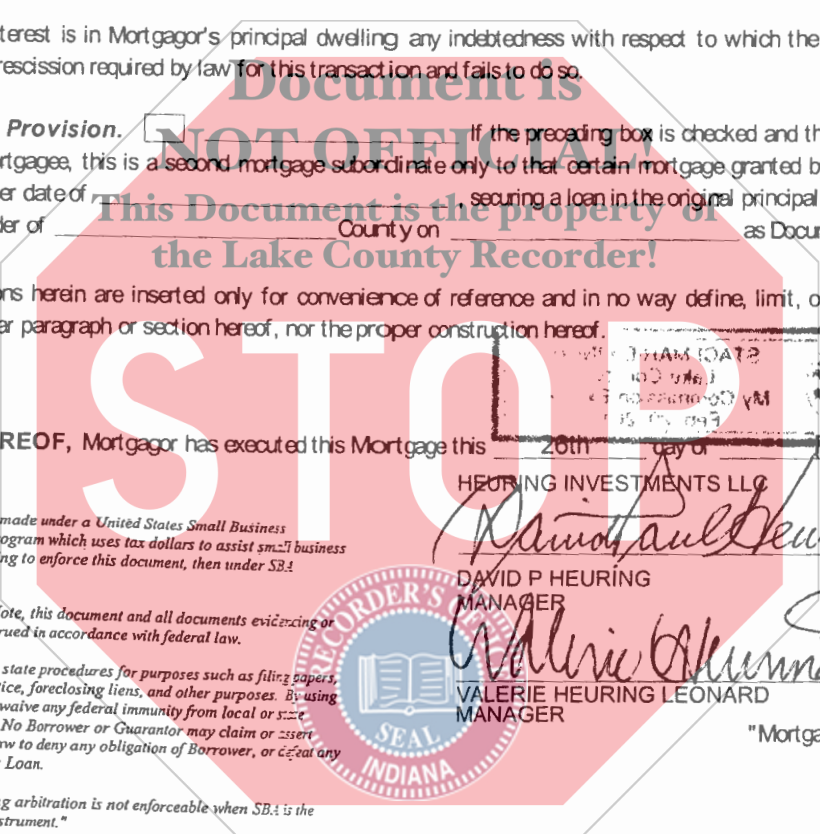 terest is in Mortgagor's principal dwelling any indebtedness with respect to which the
rescission required by law for this transaction and fails to do so.
Document is
Provision. If the preceding box is checked and th
NOT OFFICIAL!
rtgagee, this is a second mortgage subordinate only to that certain mortgage granted b
er date of , securing a loan in the original principal
This Document is the property of
der of County on as Docu
the Lake County Recorder!
ons herein are inserted only for convenience of reference and in no way define, limit, o
ar paragraph or section hereof, nor the proper construction hereof.
STOP
EREOF, Mortgagor has executed this Mortgage this 20th day of
HEURING INVESTMENTS LLC
made under a United States Small Business
ogram which uses tax dollars to assist small business
ng to enforce this document, then under SBA
David Paul Heu
DAVID P HEURING
MANAGER
ote, this document and all documents evidencing or
rued in accordance with federal law.
Valerie Heurin
VALERIE HEURING LEONARD
MANAGER
state procedures for purposes such as filing papers,
tice, foreclosing liens, and other purposes. By using
waive any federal immunity from local or state
No Borrower or Guarantor may claim or assert
aw to deny any obligation of Borrower, or defeat any
Loan.
"Mortga
RECORDER'S OFFICE
SEAL
INDIANA
g arbitration is not enforceable when SBA is the
strument."